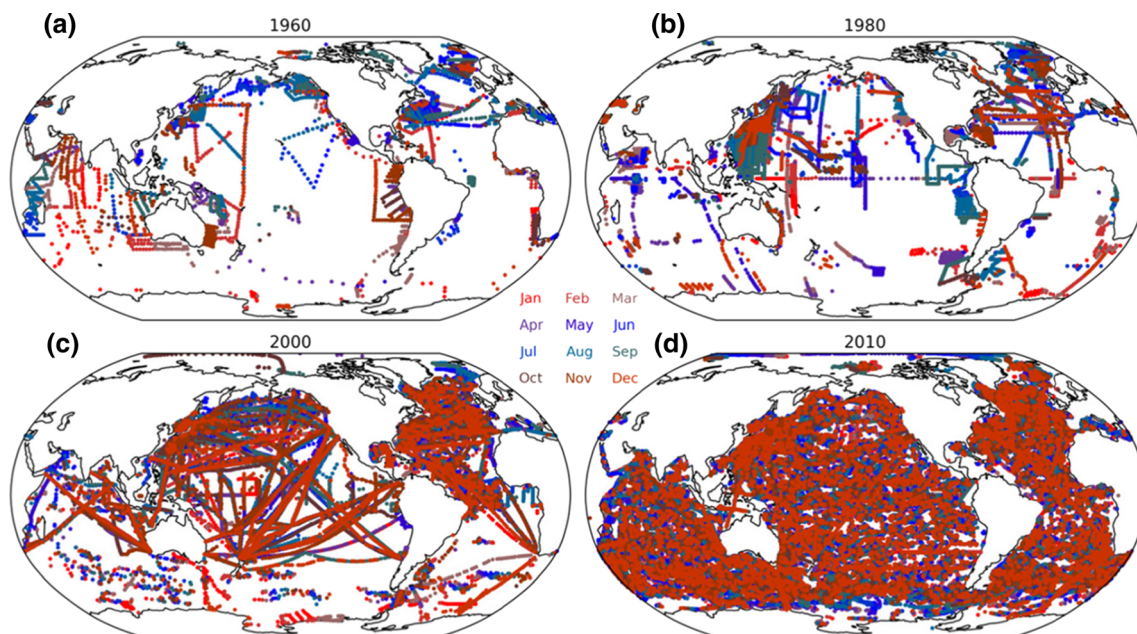 (a) 1960
(b) 1980
Jan Feb Mar
Apr May Jun
Jul Aug Sep
Oct Nov Dec
(c) 2000
(d) 2010